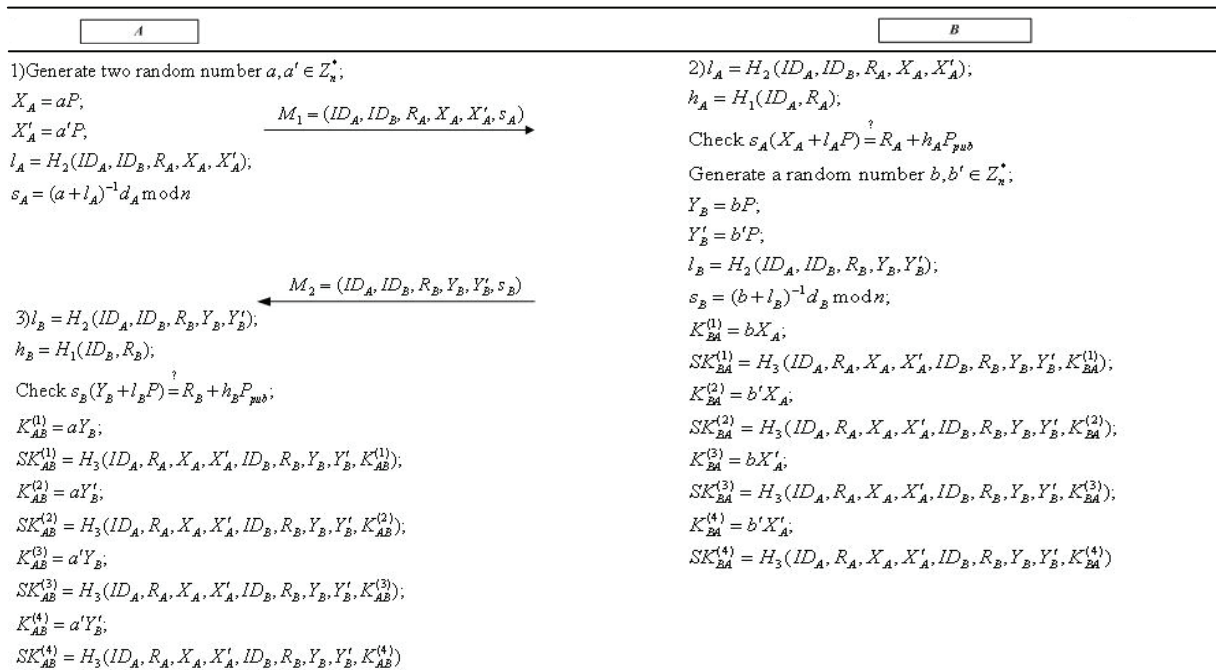 A
B
1)Generate two random number a, a' ∈ Z_n^*;
X_A = aP;
X'_A = a'P;
l_A = H_2(ID_A, ID_B, R_A, X_A, X'_A);
s_A = (a + l_A)^{-1} d_A mod n
M_1 = (ID_A, ID_B, R_A, X_A, X'_A, s_A)
2)l_A = H_2(ID_A, ID_B, R_A, X_A, X'_A);
h_A = H_1(ID_A, R_A);
Check s_A(X_A + l_A P) ?= R_A + h_A P_pub
Generate a random number b, b' ∈ Z_n^*;
Y_B = bP;
Y'_B = b'P;
l_B = H_2(ID_A, ID_B, R_B, Y_B, Y'_B);
s_B = (b + l_B)^{-1} d_B mod n;
K_BA^(1) = bX_A;
SK_BA^(1) = H_3(ID_A, R_A, X_A, X'_A, ID_B, R_B, Y_B, Y'_B, K_BA^(1));
K_BA^(2) = b'X_A;
SK_BA^(2) = H_3(ID_A, R_A, X_A, X'_A, ID_B, R_B, Y_B, Y'_B, K_BA^(2));
K_BA^(3) = bX'_A;
SK_BA^(3) = H_3(ID_A, R_A, X_A, X'_A, ID_B, R_B, Y_B, Y'_B, K_BA^(3));
K_BA^(4) = b'X'_A;
SK_BA^(4) = H_3(ID_A, R_A, X_A, X'_A, ID_B, R_B, Y_B, Y'_B, K_BA^(4))
M_2 = (ID_A, ID_B, R_B, Y_B, Y'_B, s_B)
3)l_B = H_2(ID_A, ID_B, R_B, Y_B, Y'_B);
h_B = H_1(ID_B, R_B);
Check s_B(Y_B + l_B P) ?= R_B + h_B P_pub;
K_AB^(1) = aY_B;
SK_AB^(1) = H_3(ID_A, R_A, X_A, X'_A, ID_B, R_B, Y_B, Y'_B, K_AB^(1));
K_AB^(2) = aY'_B;
SK_AB^(2) = H_3(ID_A, R_A, X_A, X'_A, ID_B, R_B, Y_B, Y'_B, K_AB^(2));
K_AB^(3) = a'Y_B;
SK_AB^(3) = H_3(ID_A, R_A, X_A, X'_A, ID_B, R_B, Y_B, Y'_B, K_AB^(3));
K_AB^(4) = a'Y'_B;
SK_AB^(4) = H_3(ID_A, R_A, X_A, X'_A, ID_B, R_B, Y_B, Y'_B, K_AB^(4))